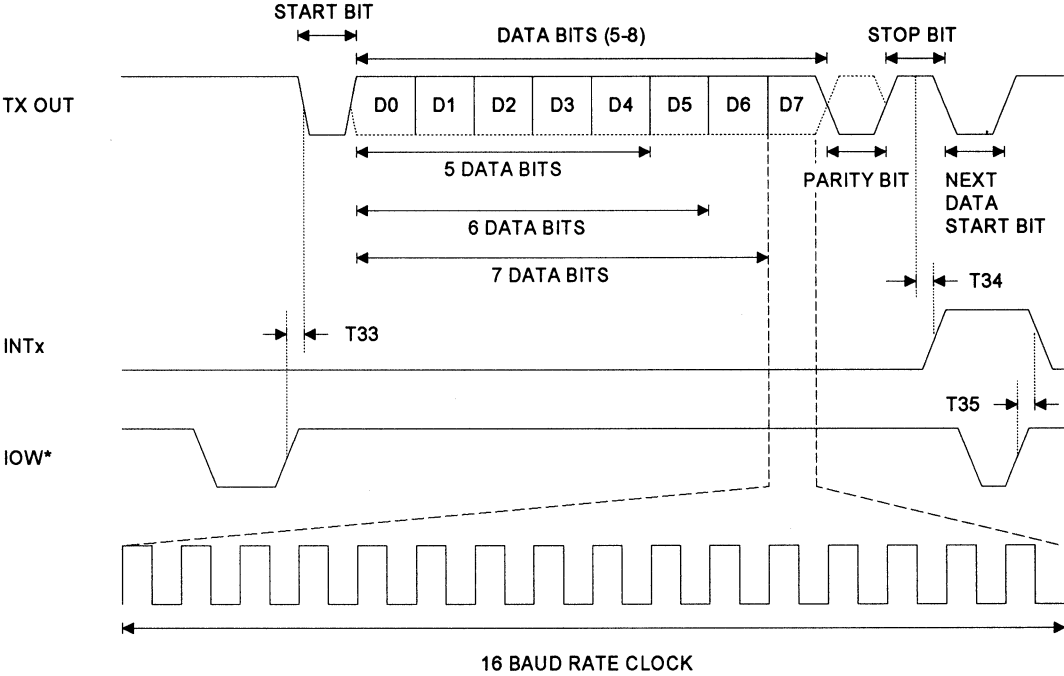 START BIT
DATA BITS (5-8)
STOP BIT
TX OUT
D0 D1 D2 D3 D4 D5 D6 D7
5 DATA BITS
PARITY BIT
NEXT
DATA
START BIT
6 DATA BITS
7 DATA BITS
T34
T33
INTx
T35
IOW*
16 BAUD RATE CLOCK